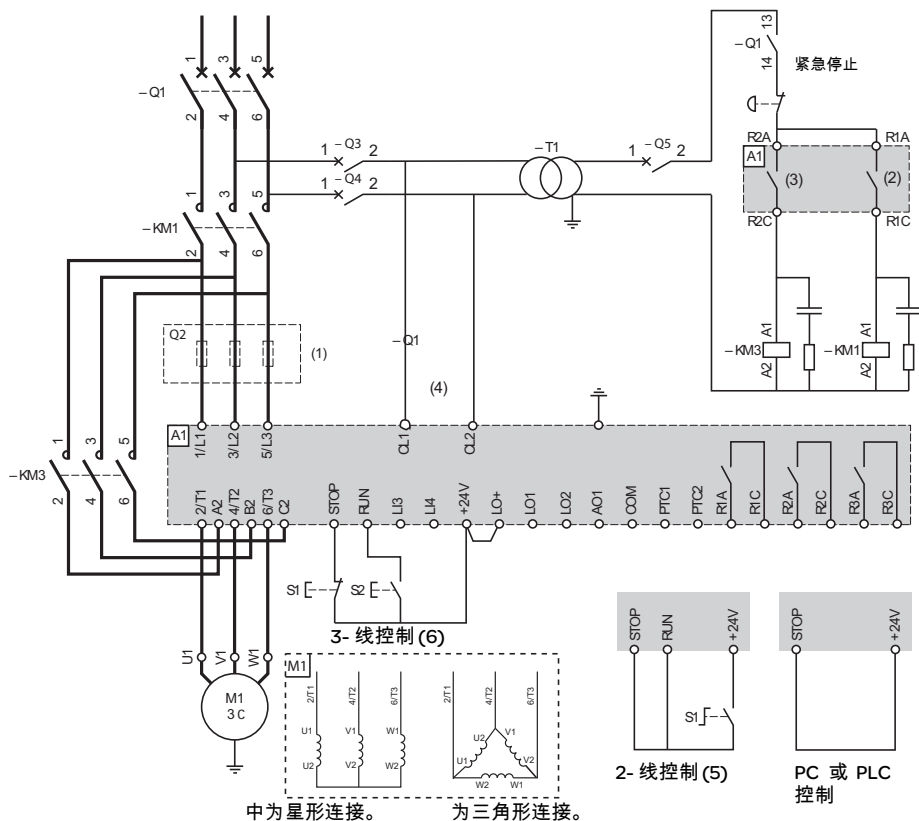 1 3 5
–Q1
2 4 6
13
–Q1
14
紧急停止
1 –Q3 2
1 –Q4 2
–T1
1 –Q5 2
R2A R1A
A1
(3) (2)
R2C R1C
1 3 5
–KM1
2 4 6
Q2
(1)
–Q1
(4)
A1 A1
–KM3 –KM1
A2 A2
1 3 5
–KM3
2 4 6
A1
1/L1 3/L2 5/L3 CL1 CL2
2/T1 A2 4/T2 B2 6/T3 C2 STOP RUN LI3 LI4 +24V LO+ LO1 LO2 AO1 COM PTC1 PTC2 R1A R1C R2A R2C R3A R3C
S1 S2
3- 线控制 (6)
U1 V1 W1
M1
3 C
M1
2/T1 4/T2 6/T3
U1 V1 W1
U2 V2 W2
2/T1 4/T2 6/T3
U2 V1
U1 V2
W2 W1
中为星形连接。
为三角形连接。
STOP RUN +24V
S1
2- 线控制 (5)
STOP +24V
PC 或 PLC
控制